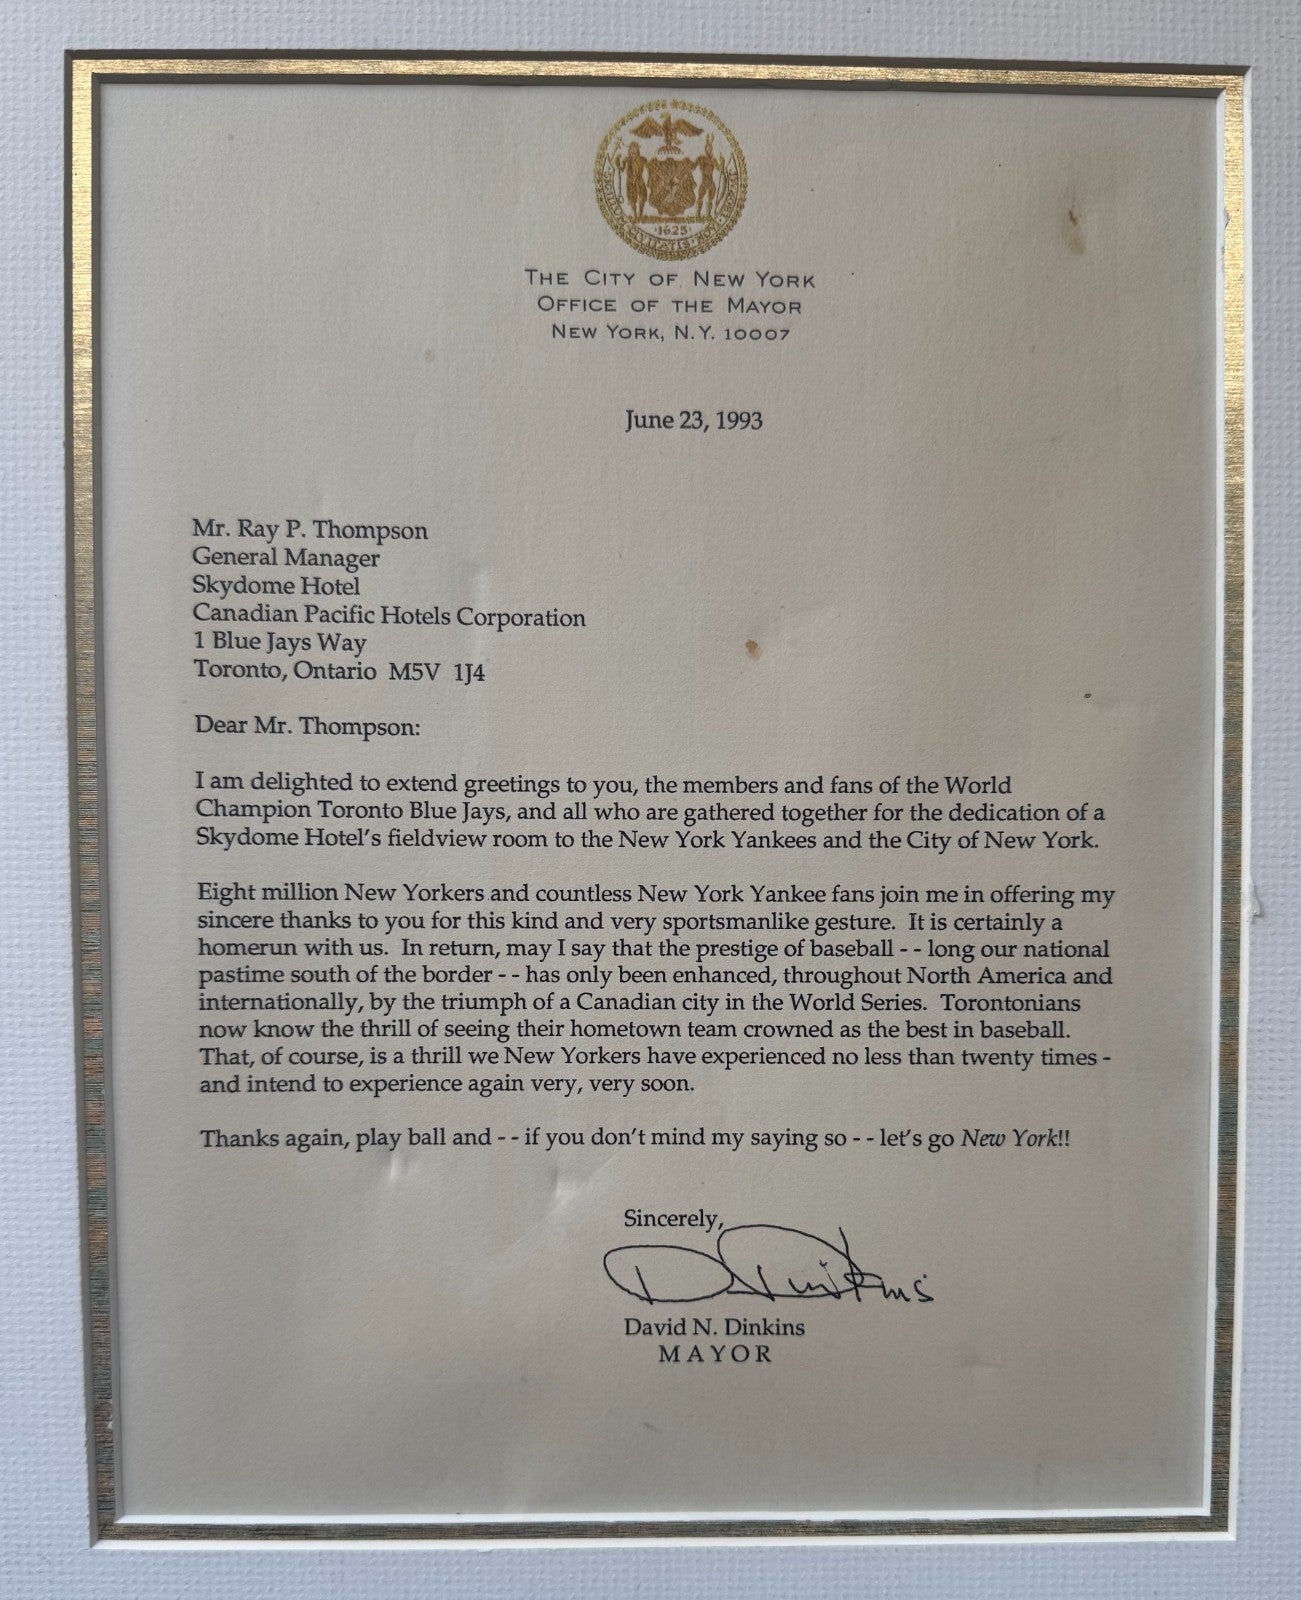 SIGILLUM CIVITATIS NOVI EBORACI
1625
THE CITY OF NEW YORK
OFFICE OF THE MAYOR
NEW YORK, N.Y. 10007
June 23, 1993
Mr. Ray P. Thompson
General Manager
Skydome Hotel
Canadian Pacific Hotels Corporation
1 Blue Jays Way
Toronto, Ontario  M5V  1J4
Dear Mr. Thompson:
I am delighted to extend greetings to you, the members and fans of the World
Champion Toronto Blue Jays, and all who are gathered together for the dedication of a
Skydome Hotel's fieldview room to the New York Yankees and the City of New York.
Eight million New Yorkers and countless New York Yankee fans join me in offering my
sincere thanks to you for this kind and very sportsmanlike gesture.  It is certainly a
homerun with us.  In return, may I say that the prestige of baseball - - long our national
pastime south of the border - - has only been enhanced, throughout North America and
internationally, by the triumph of a Canadian city in the World Series.  Torontonians
now know the thrill of seeing their hometown team crowned as the best in baseball.
That, of course, is a thrill we New Yorkers have experienced no less than twenty times -
and intend to experience again very, very soon.
Thanks again, play ball and - - if you don't mind my saying so - - let's go New York!!
Sincerely,
D Dinkins
David N. Dinkins
MAYOR